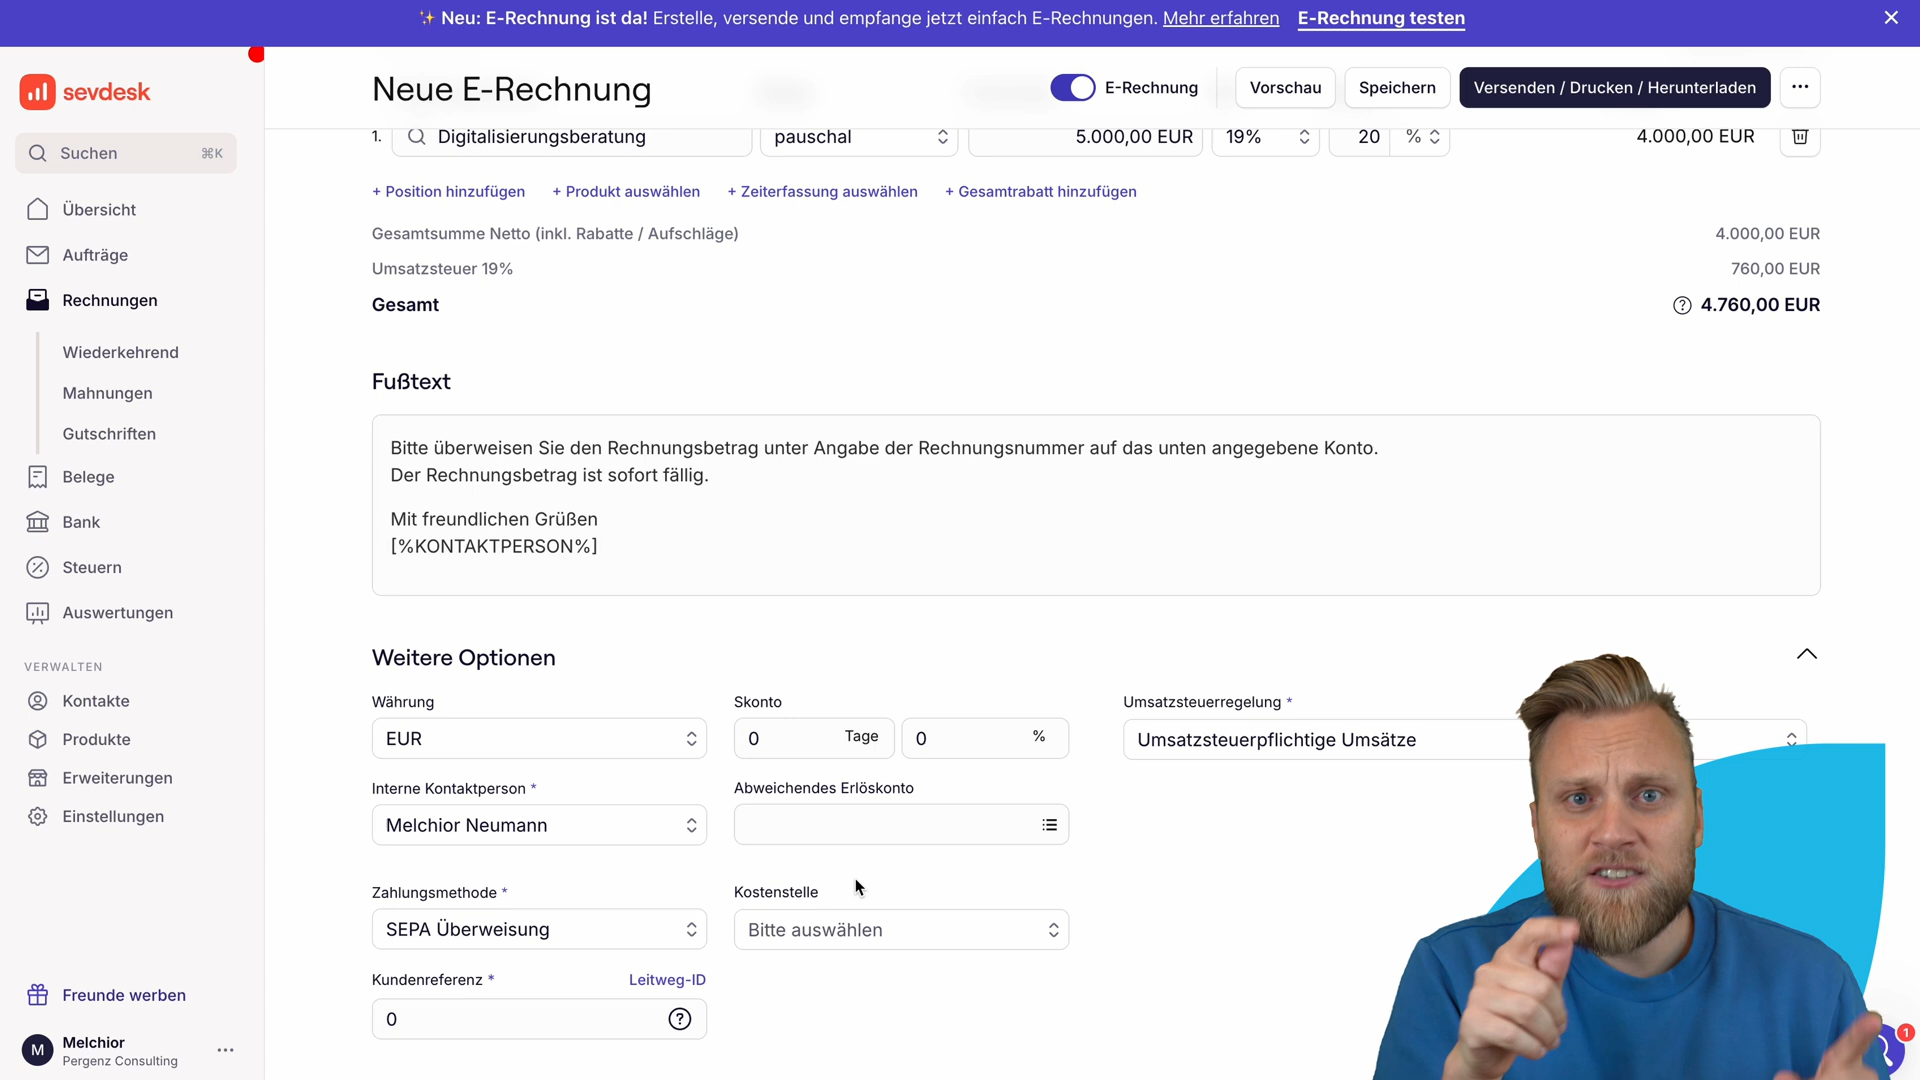 ✨ Neu: E-Rechnung ist da! Erstelle, versende und empfange jetzt einfach E-Rechnungen. Mehr erfahren E-Rechnung testen
sevdesk
Suchen ⌘K
Übersicht
Aufträge
Rechnungen
Wiederkehrend
Mahnungen
Gutschriften
Belege
Bank
Steuern
Auswertungen
VERWALTEN
Kontakte
Produkte
Erweiterungen
Einstellungen
Freunde werben
M
Melchior
Pergenz Consulting
Neue E-Rechnung
E-Rechnung
Vorschau
Speichern
Versenden / Drucken / Herunterladen
1. Digitalisierungsberatung pauschal 5.000,00 EUR 19% 20 % 4.000,00 EUR
+ Position hinzufügen + Produkt auswählen + Zeiterfassung auswählen + Gesamtrabatt hinzufügen
Gesamtsumme Netto (inkl. Rabatte / Aufschläge) 4.000,00 EUR
Umsatzsteuer 19% 760,00 EUR
Gesamt ? 4.760,00 EUR
Fußtext
Bitte überweisen Sie den Rechnungsbetrag unter Angabe der Rechnungsnummer auf das unten angegebene Konto.
Der Rechnungsbetrag ist sofort fällig.
Mit freundlichen Grüßen
[%KONTAKTPERSON%]
Weitere Optionen
Währung Skonto Umsatzsteuerregelung *
EUR 0 Tage 0 % Umsatzsteuerpflichtige Umsätze
Interne Kontaktperson * Abweichendes Erlöskonto
Melchior Neumann
Zahlungsmethode * Kostenstelle
SEPA Überweisung Bitte auswählen
Kundenreferenz * Leitweg-ID
0 ?
1